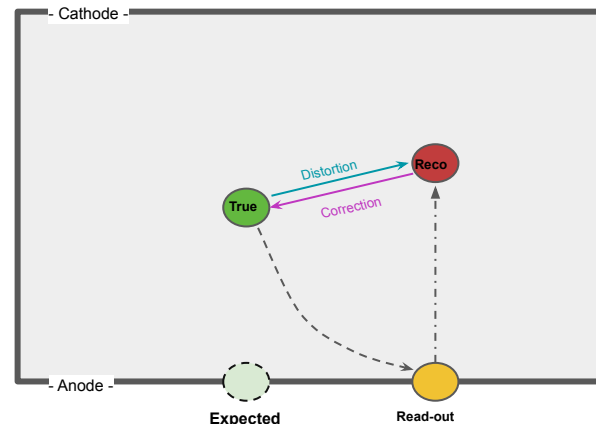 - Cathode -
Distortion
Reco
Correction
True
- Anode -
Expected
Read-out